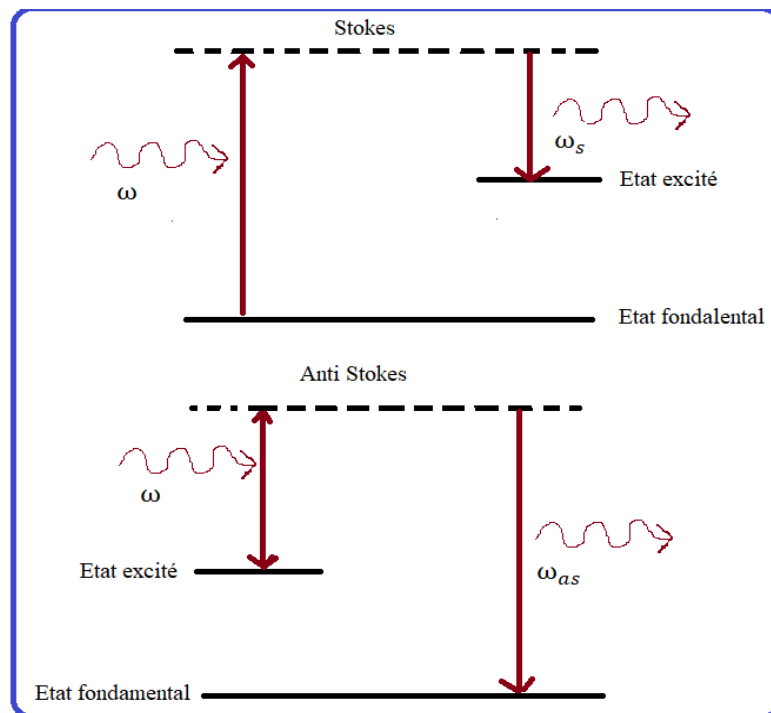 Stokes
ω
ω_s
Etat excité
Etat fondalental
Anti Stokes
ω
Etat excité
ω_as
Etat fondamental